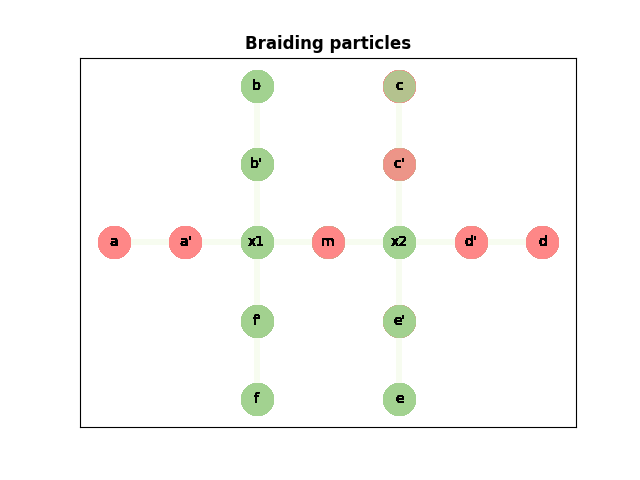 Braiding particles
b c
b' c'
a a' x1 m x2 d' d
f' e'
f e